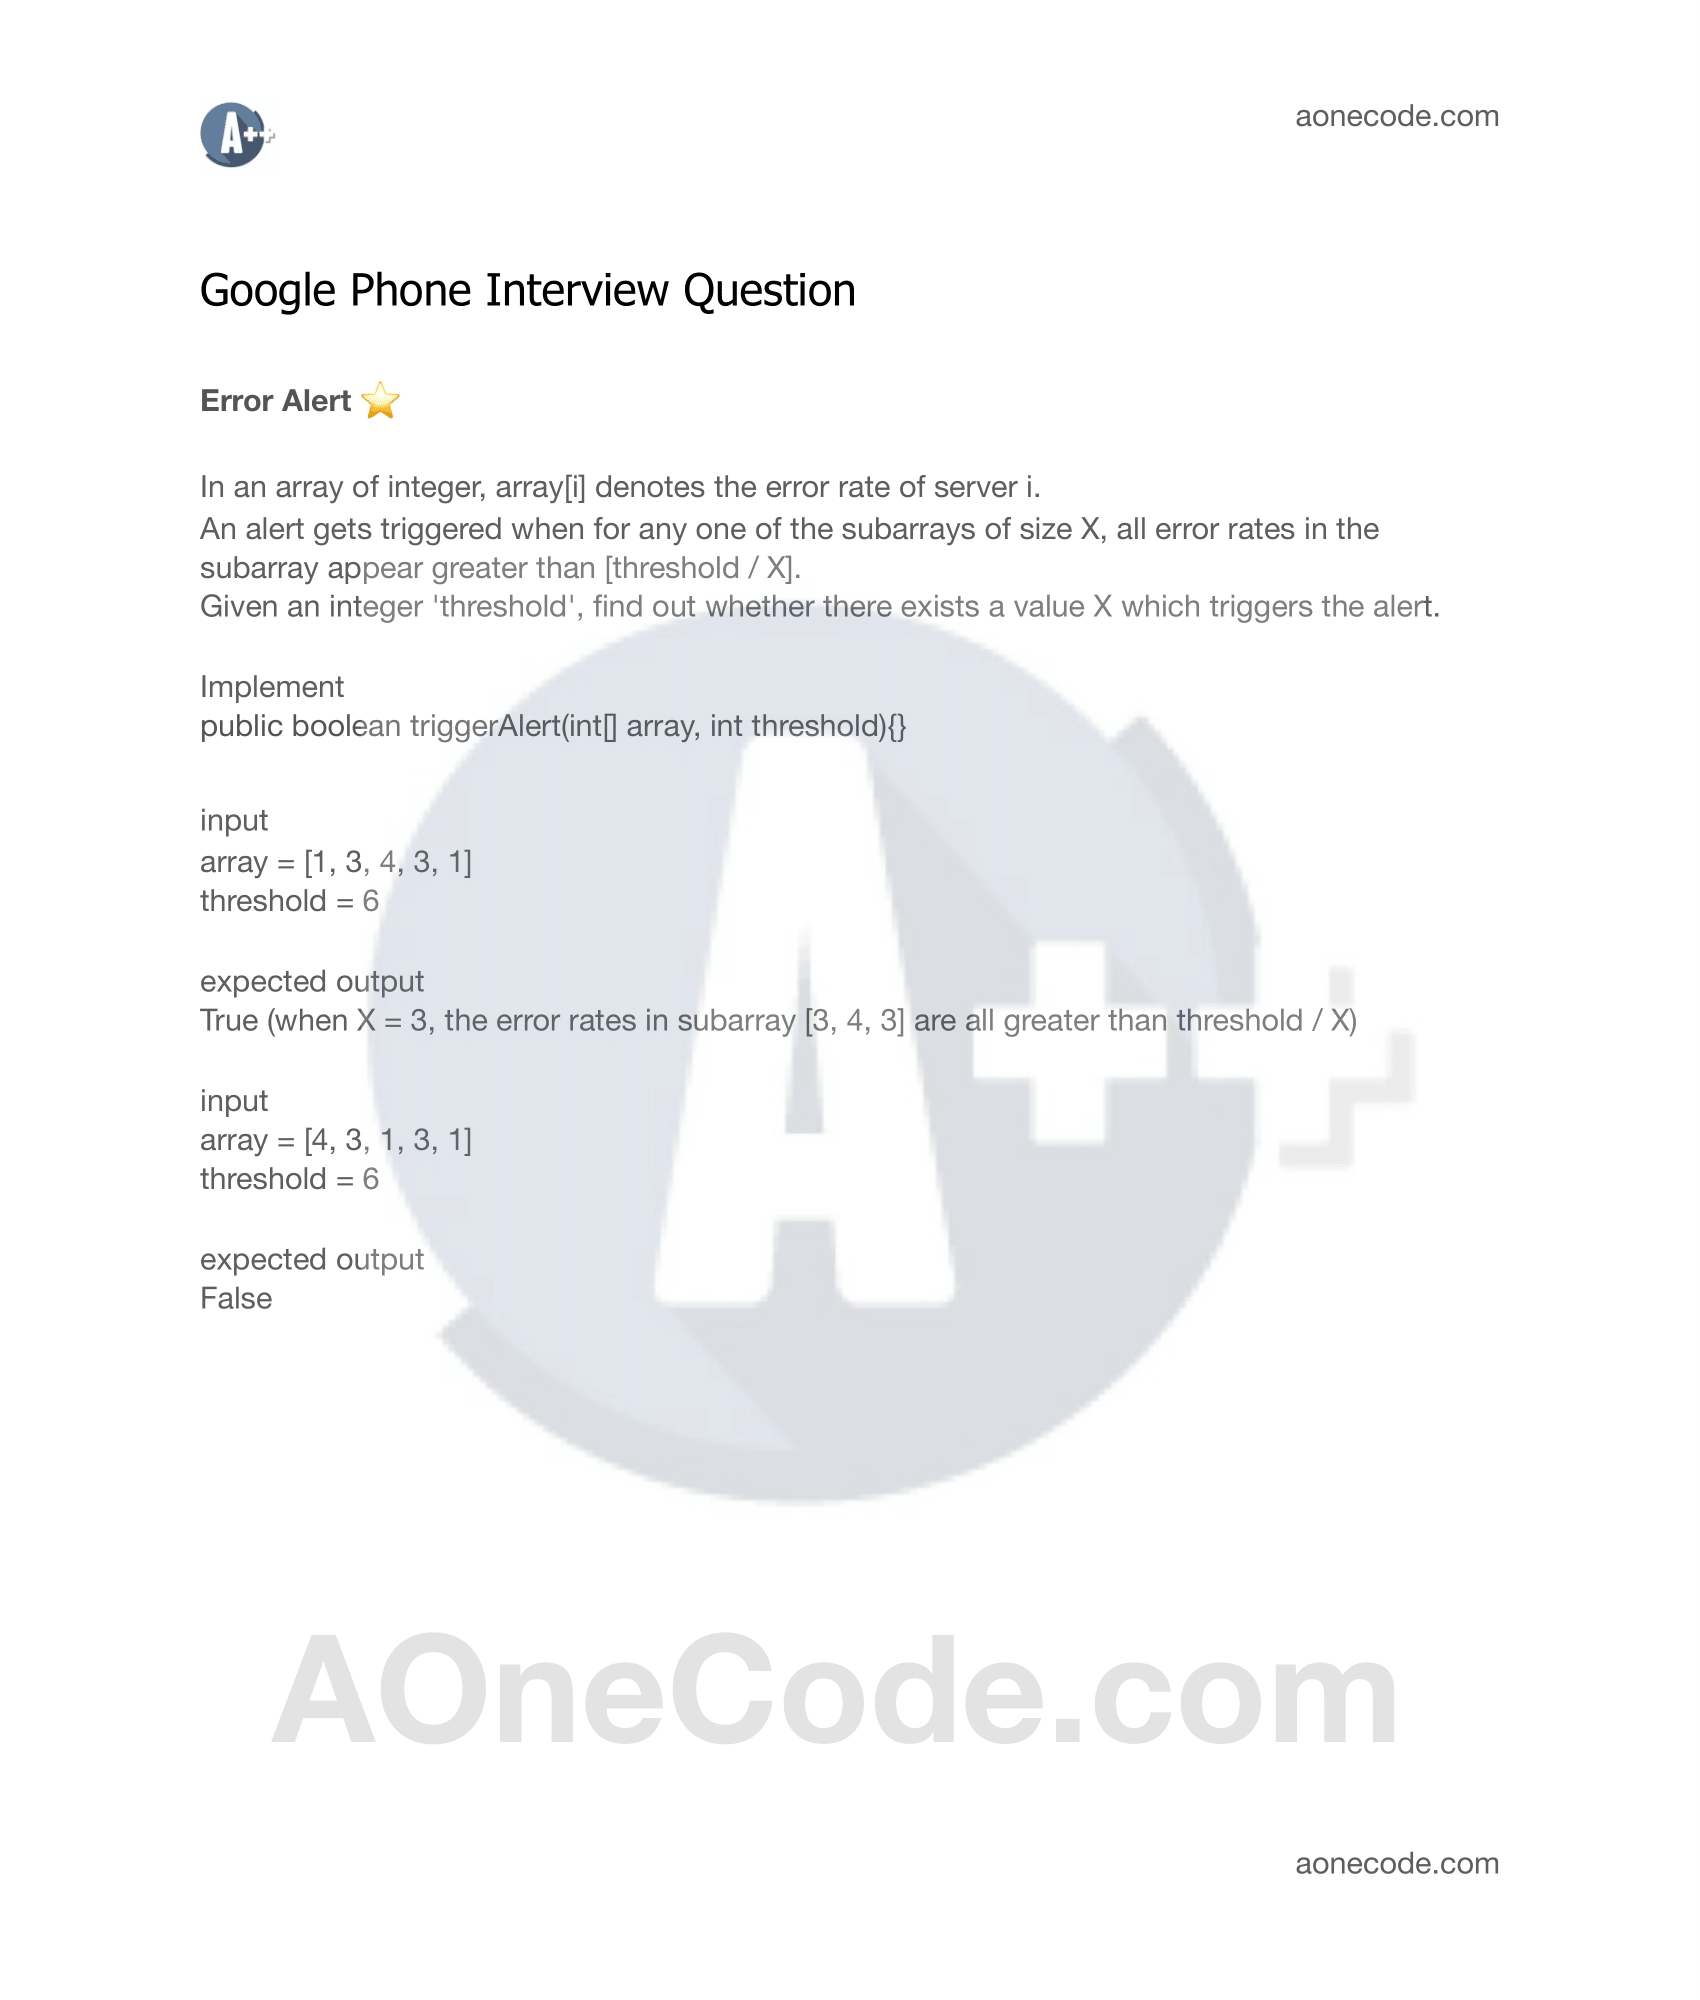 A++
aonecode.com
Google Phone Interview Question
Error Alert ⭐
In an array of integer, array[i] denotes the error rate of server i.
An alert gets triggered when for any one of the subarrays of size X, all error rates in the
subarray appear greater than [threshold / X].
Given an integer 'threshold', find out whether there exists a value X which triggers the alert.
Implement
public boolean triggerAlert(int[] array, int threshold){}
input
array = [1, 3, 4, 3, 1]
threshold = 6
expected output
True (when X = 3, the error rates in subarray [3, 4, 3] are all greater than threshold / X)
input
array = [4, 3, 1, 3, 1]
threshold = 6
expected output
False
A++
AOneCode.com
aonecode.com